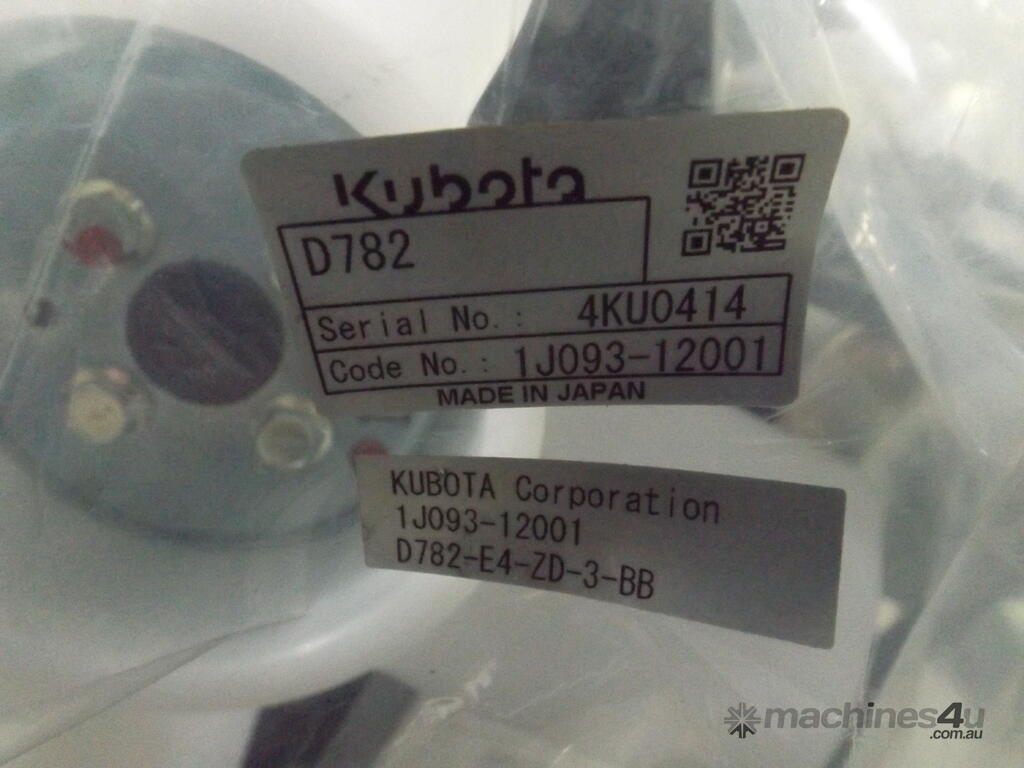 Kubota
D782
Serial No. : 4KU0414
Code No. : 1J093-12001
MADE IN JAPAN
KUBOTA Corporation
1J093-12001
D782-E4-ZD-3-BB
machines4u
.com.au